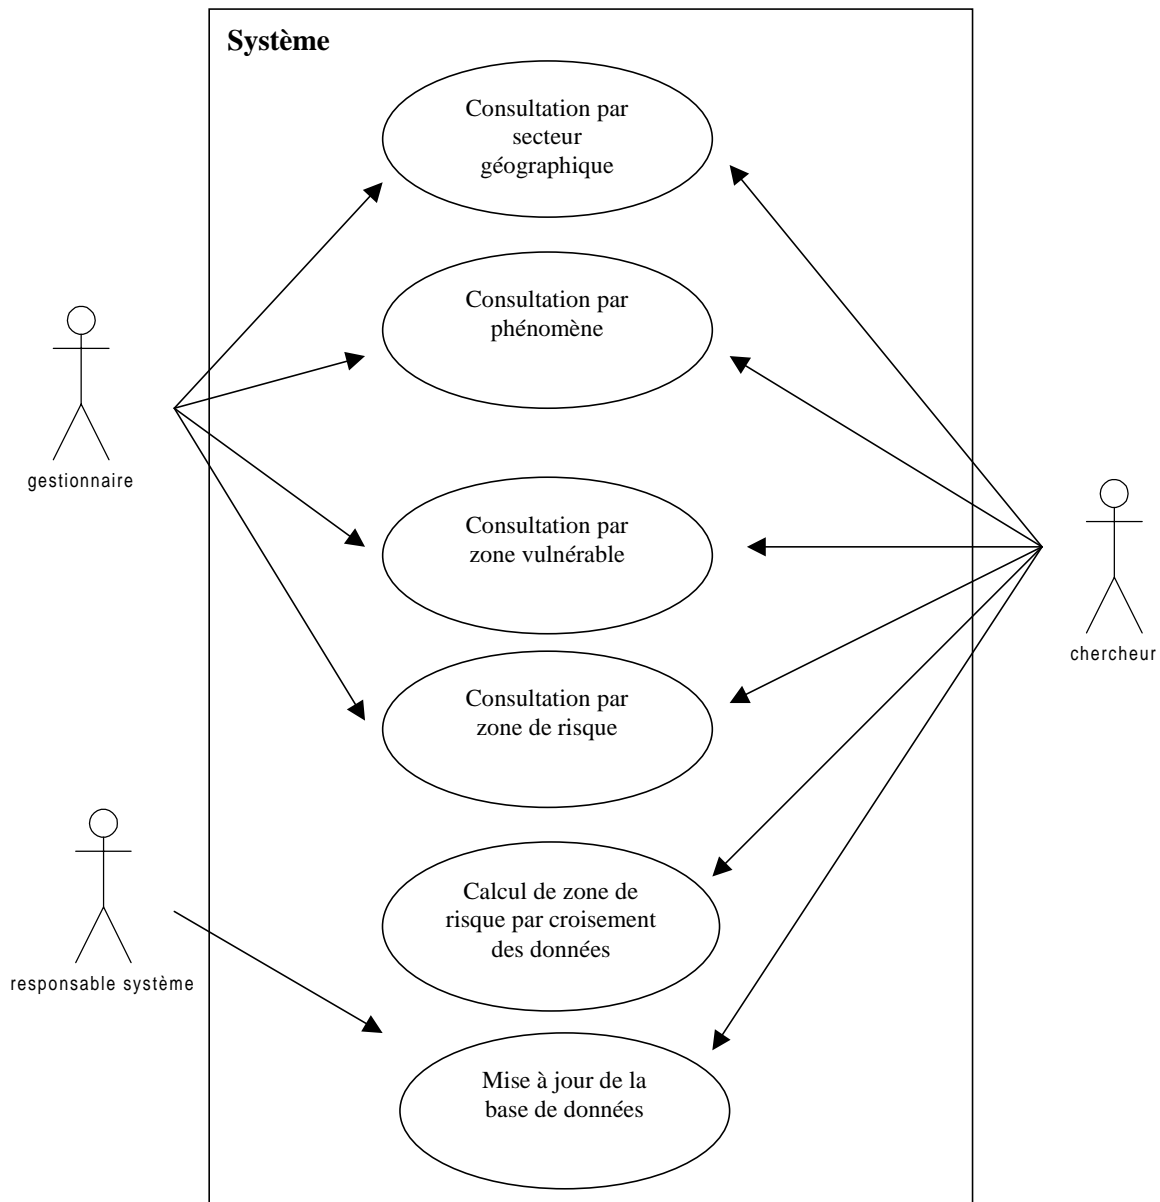 Système
Consultation par
secteur
géographique
Consultation par
phénomène
gestionnaire
Consultation par
zone vulnérable
chercheur
Consultation par
zone de risque
Calcul de zone de
risque par croisement
des données
responsable système
Mise à jour de la
base de données